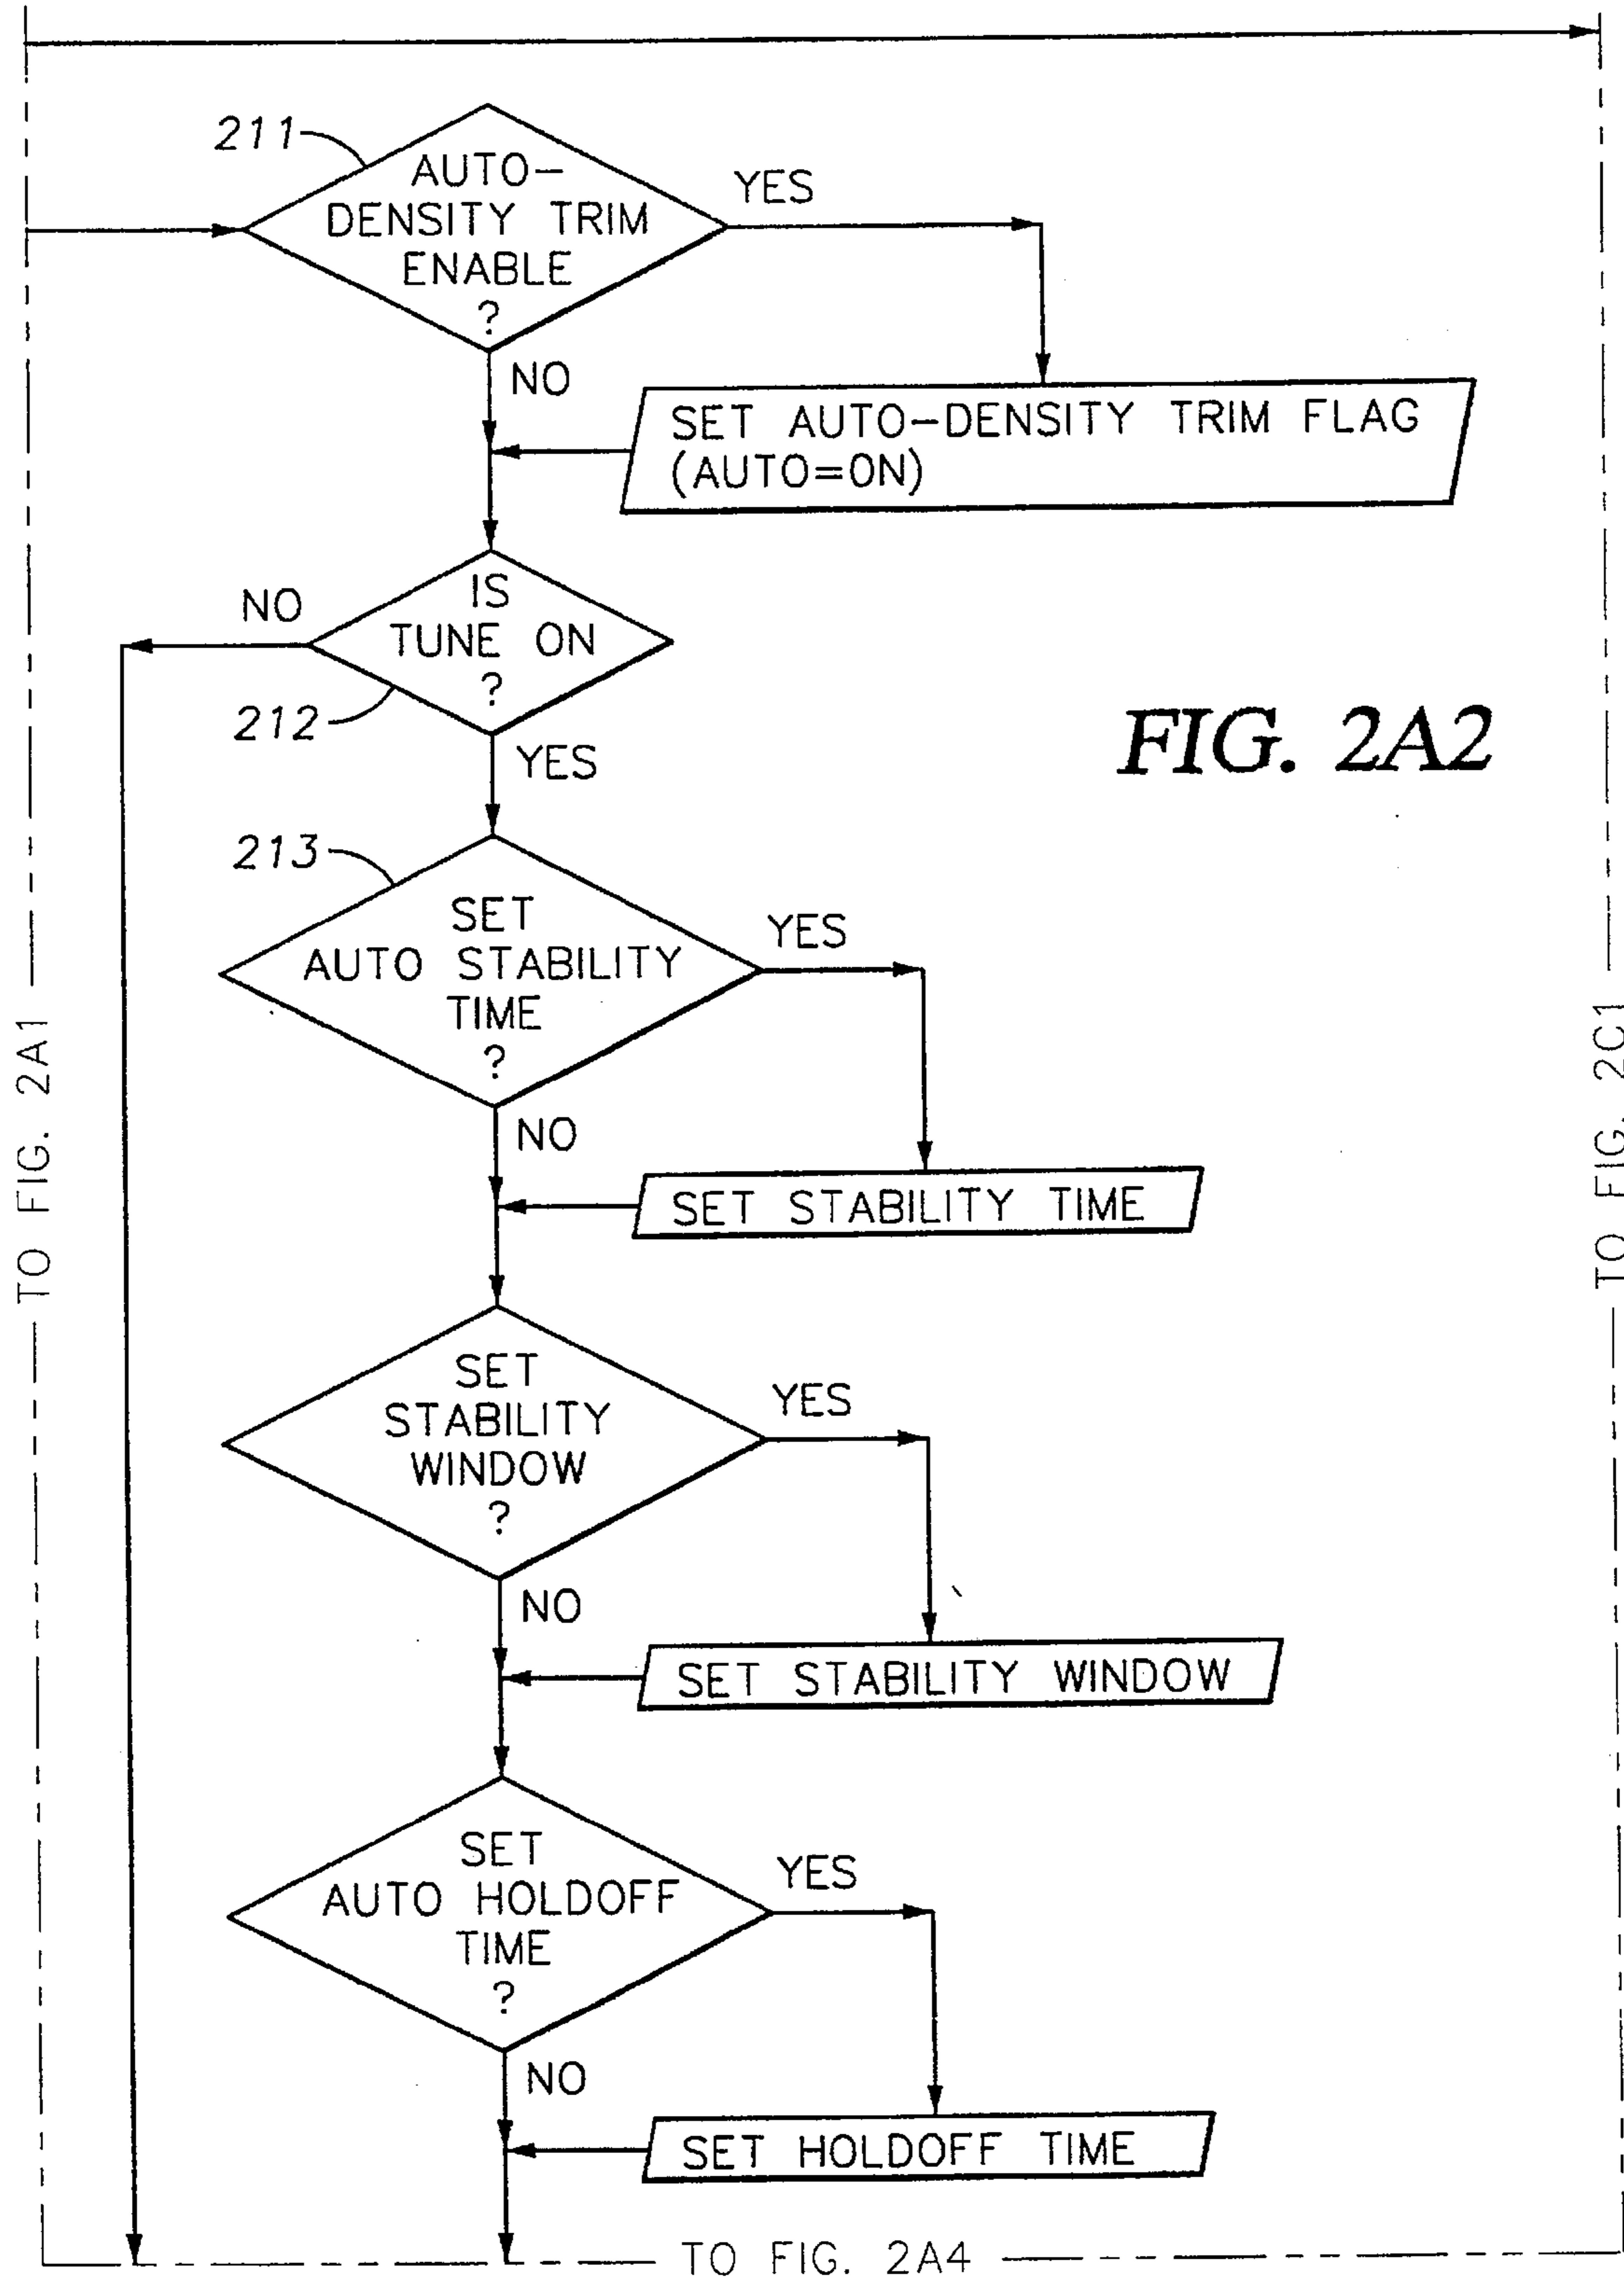 211
AUTO-
DENSITY TRIM
ENABLE
?
YES
NO
SET AUTO-DENSITY TRIM FLAG
(AUTO=ON)
IS
TUNE ON
?
NO
212
YES
FIG. 2A2
213
SET
AUTO STABILITY
TIME
?
YES
NO
SET STABILITY TIME
TO FIG. 2A1
TO FIG. 2C1
SET
STABILITY
WINDOW
?
YES
NO
SET STABILITY WINDOW
SET
AUTO HOLDOFF
TIME
?
YES
NO
SET HOLDOFF TIME
TO FIG. 2A4